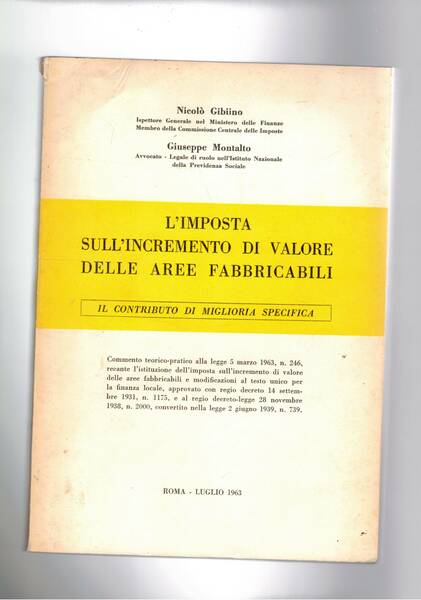 Nicolò Gibiino
Ispettore Generale nel Ministero delle Finanze
Membro della Commissione Centrale delle Imposte
Giuseppe Montalto
Avvocato - Legale di ruolo nell'Istituto Nazionale
della Previdenza Sociale
L'IMPOSTA
SULL'INCREMENTO DI VALORE
DELLE AREE FABBRICABILI
IL CONTRIBUTO DI MIGLIORIA SPECIFICA
Commento teorico-pratico alla legge 5 marzo 1963, n. 246,
recante l'istituzione dell'imposta sull'incremento di valore
delle aree fabbricabili e modificazioni al testo unico per
la finanza locale, approvato con regio decreto 14 settem-
bre 1931, n. 1175, e al regio decreto-legge 28 novembre
1938, n. 2000, convertito nella legge 2 giugno 1939, n. 739.
ROMA - LUGLIO 1963